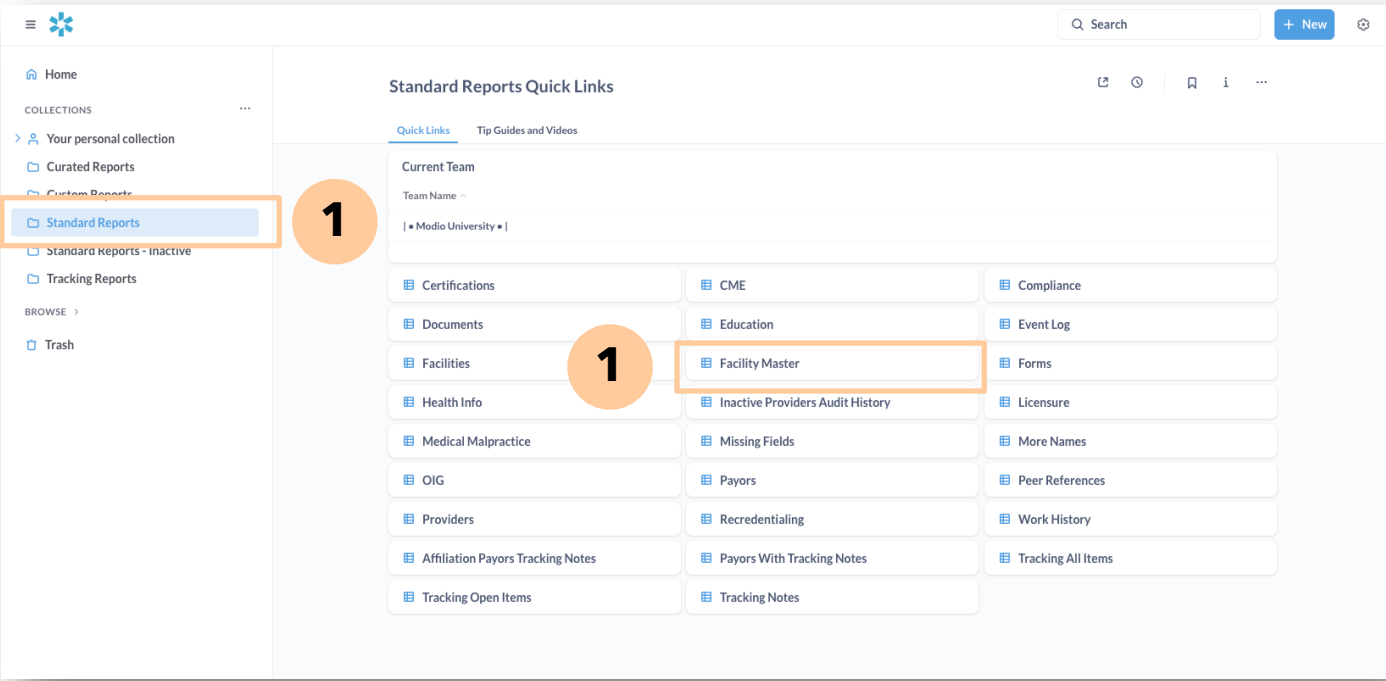 Search
+ New
Home
COLLECTIONS
Your personal collection
Curated Reports
Custom Reports
Standard Reports
Standard Reports - Inactive
Tracking Reports
BROWSE
Trash
1
Standard Reports Quick Links
Quick Links Tip Guides and Videos
Current Team
Team Name
| • Modio University • |
Certifications CME Compliance
Documents Education Event Log
1
Facilities Facility Master Forms
Health Info Inactive Providers Audit History Licensure
Medical Malpractice Missing Fields More Names
OIG Payors Peer References
Providers Recredentialing Work History
Affiliation Payors Tracking Notes Payors With Tracking Notes Tracking All Items
Tracking Open Items Tracking Notes